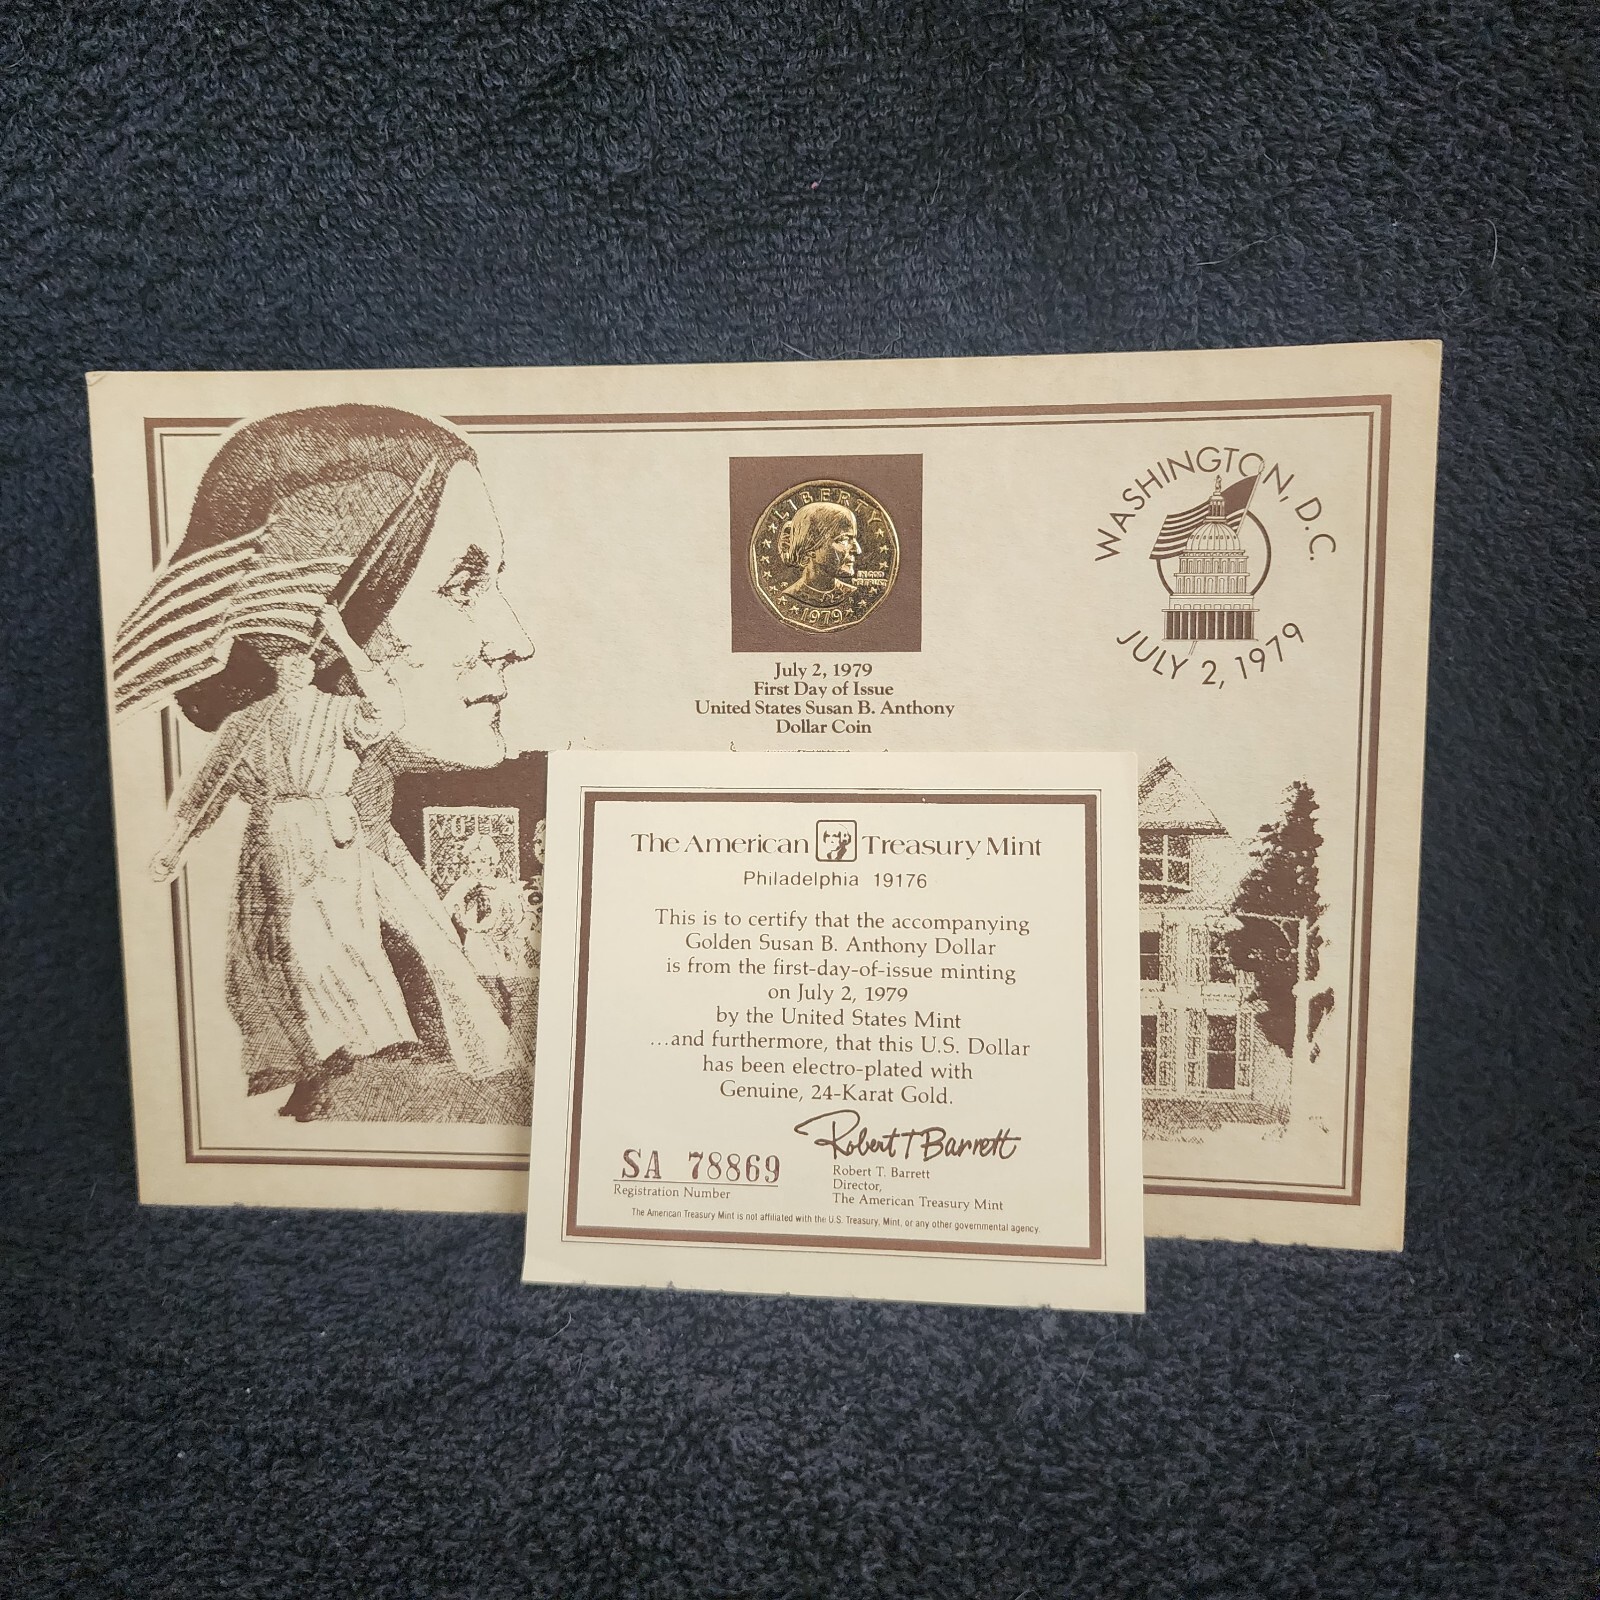 LIBERTY
IN GOD
WE TRUST
1979
July 2, 1979
First Day of Issue
United States Susan B. Anthony
Dollar Coin
WASHINGTON, D.C.
JULY 2, 1979
VOTES
The American Treasury Mint
Philadelphia 19176
This is to certify that the accompanying
Golden Susan B. Anthony Dollar
is from the first-day-of-issue minting
on July 2, 1979
by the United States Mint
...and furthermore, that this U.S. Dollar
has been electro-plated with
Genuine, 24-Karat Gold.
Robert T Barrett
SA 78869
Registration Number
Robert T. Barrett
Director,
The American Treasury Mint
The American Treasury Mint is not affiliated with the U.S. Treasury, Mint, or any other governmental agency.